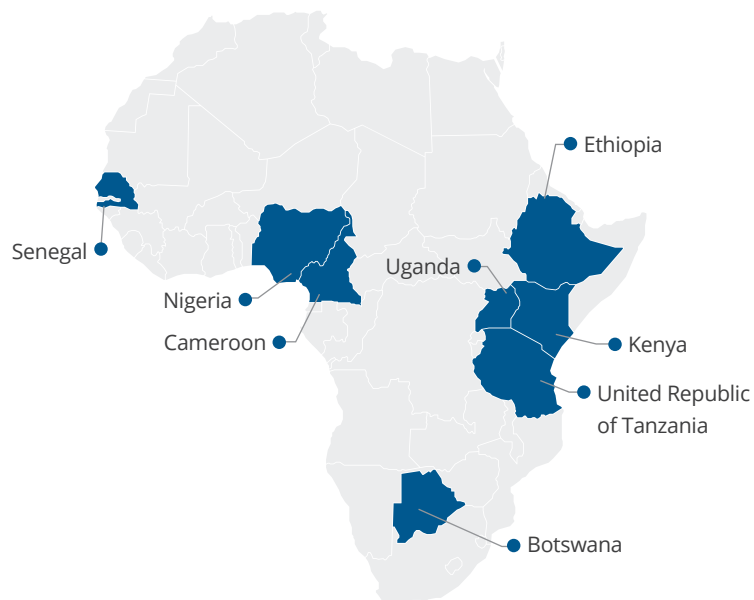 Ethiopia
Senegal
Uganda
Nigeria
Cameroon
Kenya
United Republic
of Tanzania
Botswana